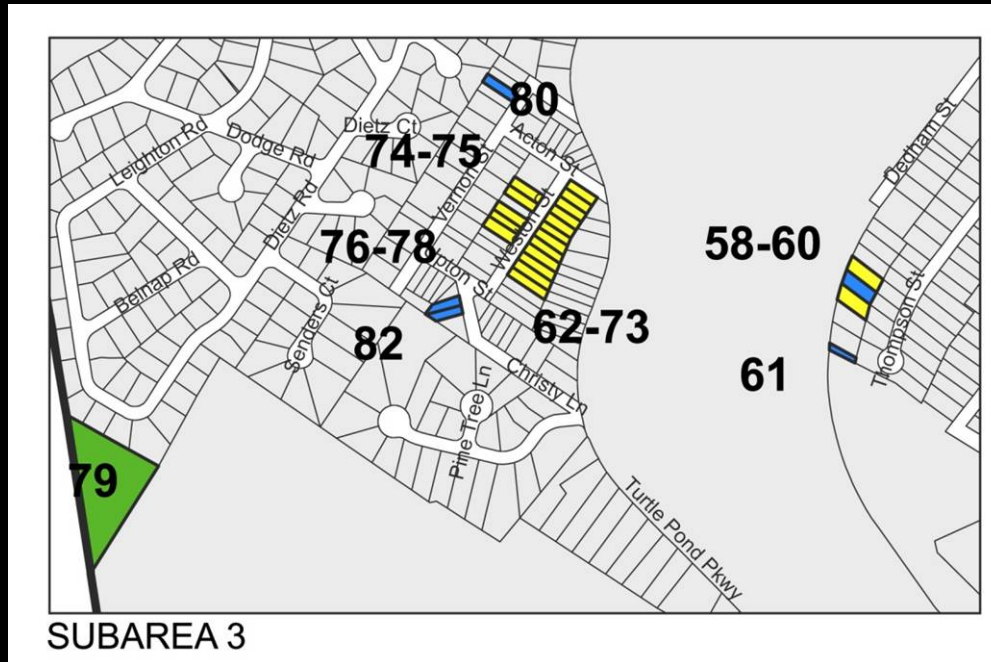 80
Acton St
Dietz Ct
74-75
Leighton Rd
Dodge Rd
Dietz Rd
Vernon
Weston St
76-78
Dedham St
58-60
Belnap Rd
pton St
Senders Ct
82
62-73
Thompson St
61
Christy Ln
Pine Tree Ln
79
Turtle Pond Pkwy
SUBAREA 3